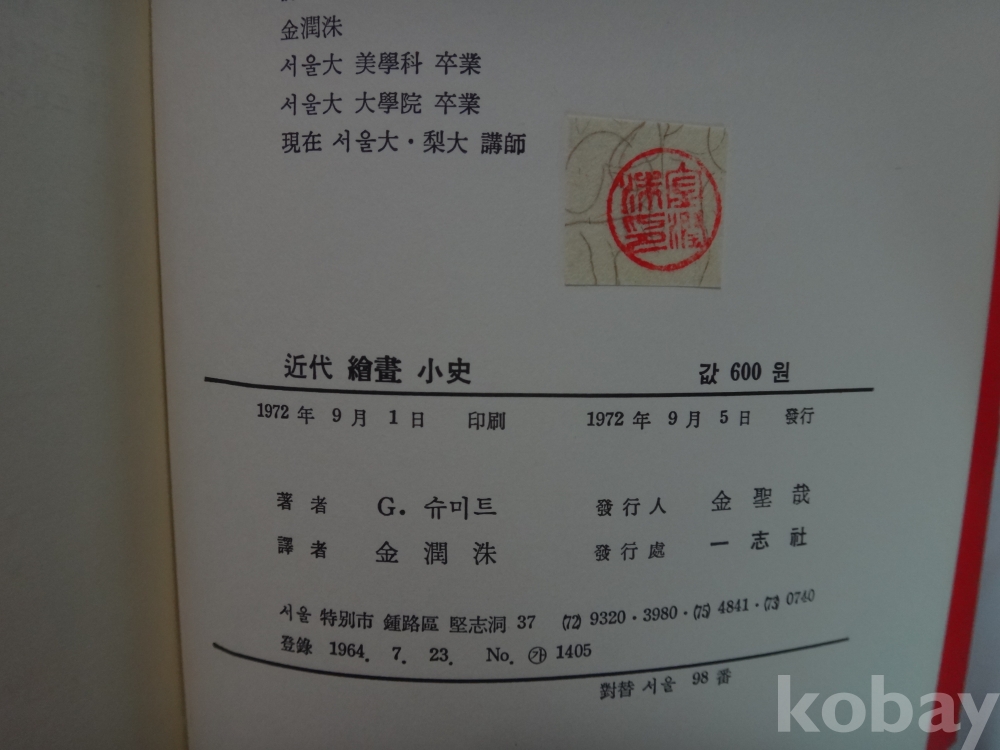 金潤洙
서울大 美學科 卒業
서울大 大學院 卒業
現在 서울大·梨大 講師
近代 繪畫 小史 값 600 원
1972 年 9 月 1 日 印刷 1972 年 9 月 5 日 發行
著者 G. 슈미트 發行人 金聖哉
譯者 金潤洙 發行處 一志社
서울 特別市 鍾路區 堅志洞 37 (72) 9320·3980·(75) 4841·(73) 0740
登錄 1964. 7. 23. No. ㉮ 1405
對替 서울 98 番
kobay